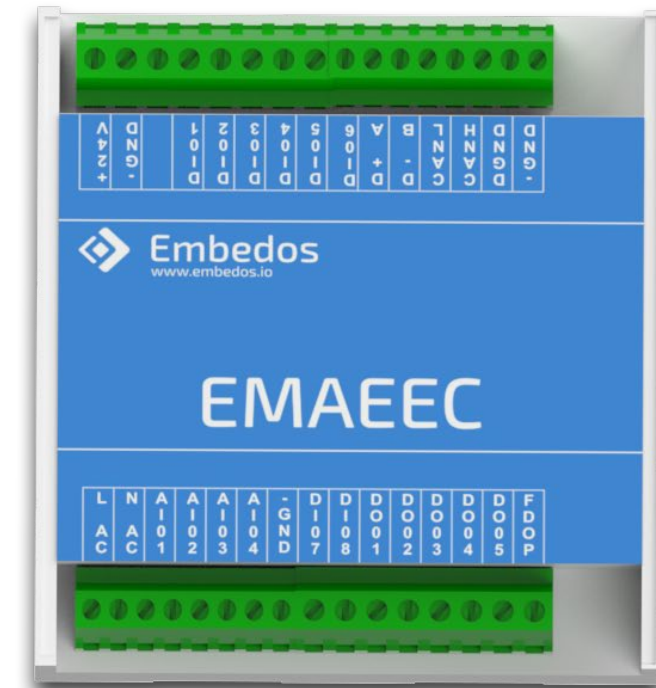 +24V
-GND
DI01
DI02
DI03
DI04
DI05
DI06
D+ A
D- B
CANL
CANH
DGND
-GND
Embedos
www.embedos.io
EMAEEC
L AC
N AC
AI01
AI02
AI03
AI04
-GND
DI07
DI08
DO01
DO02
DO03
DO04
DO05
FDOP